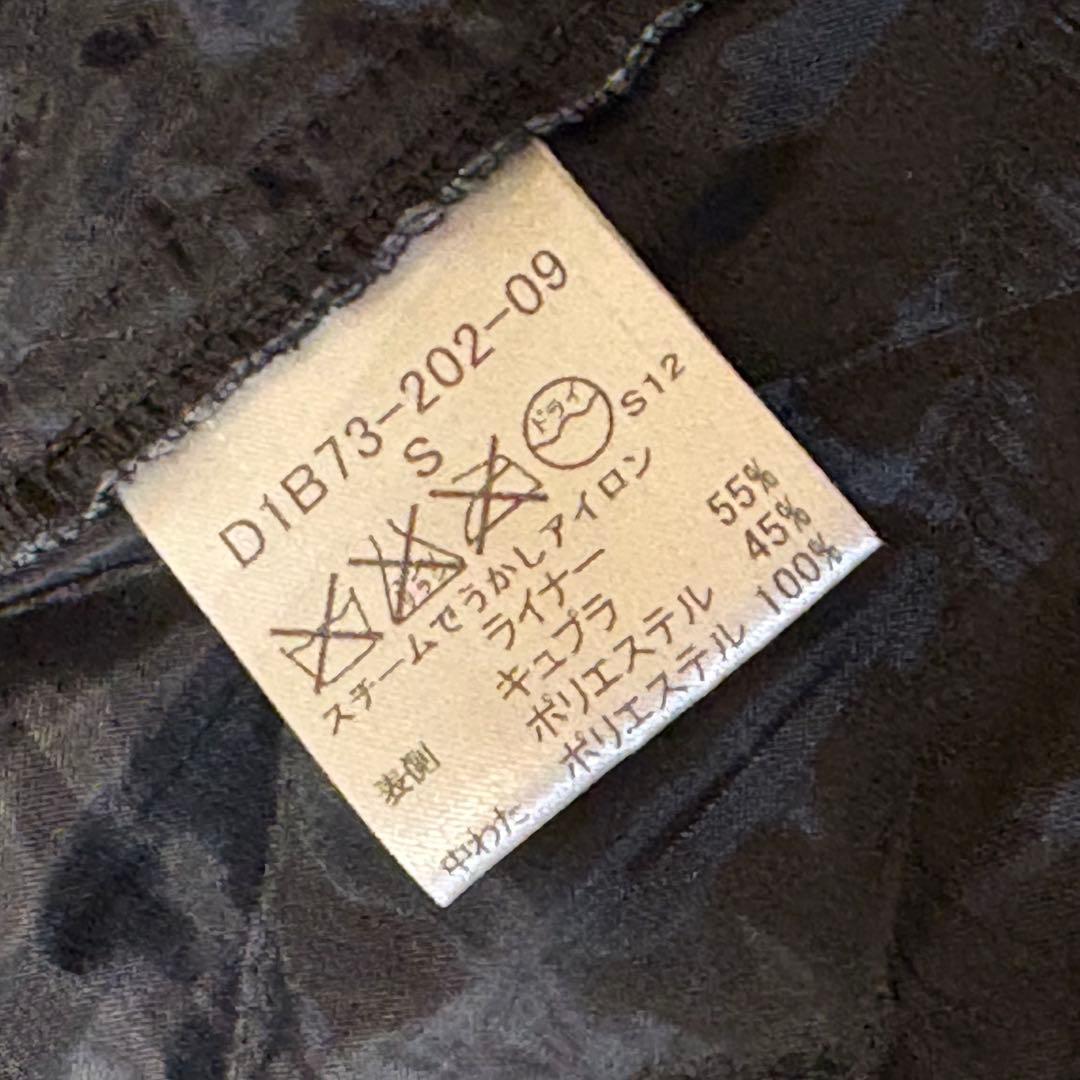 D1B73-202-09
S
ドライ S12
スチームでうかしアイロン
ライナー
表側 キュプラ 55%
ポリエステル 45%
中わた ポリエステル 100%